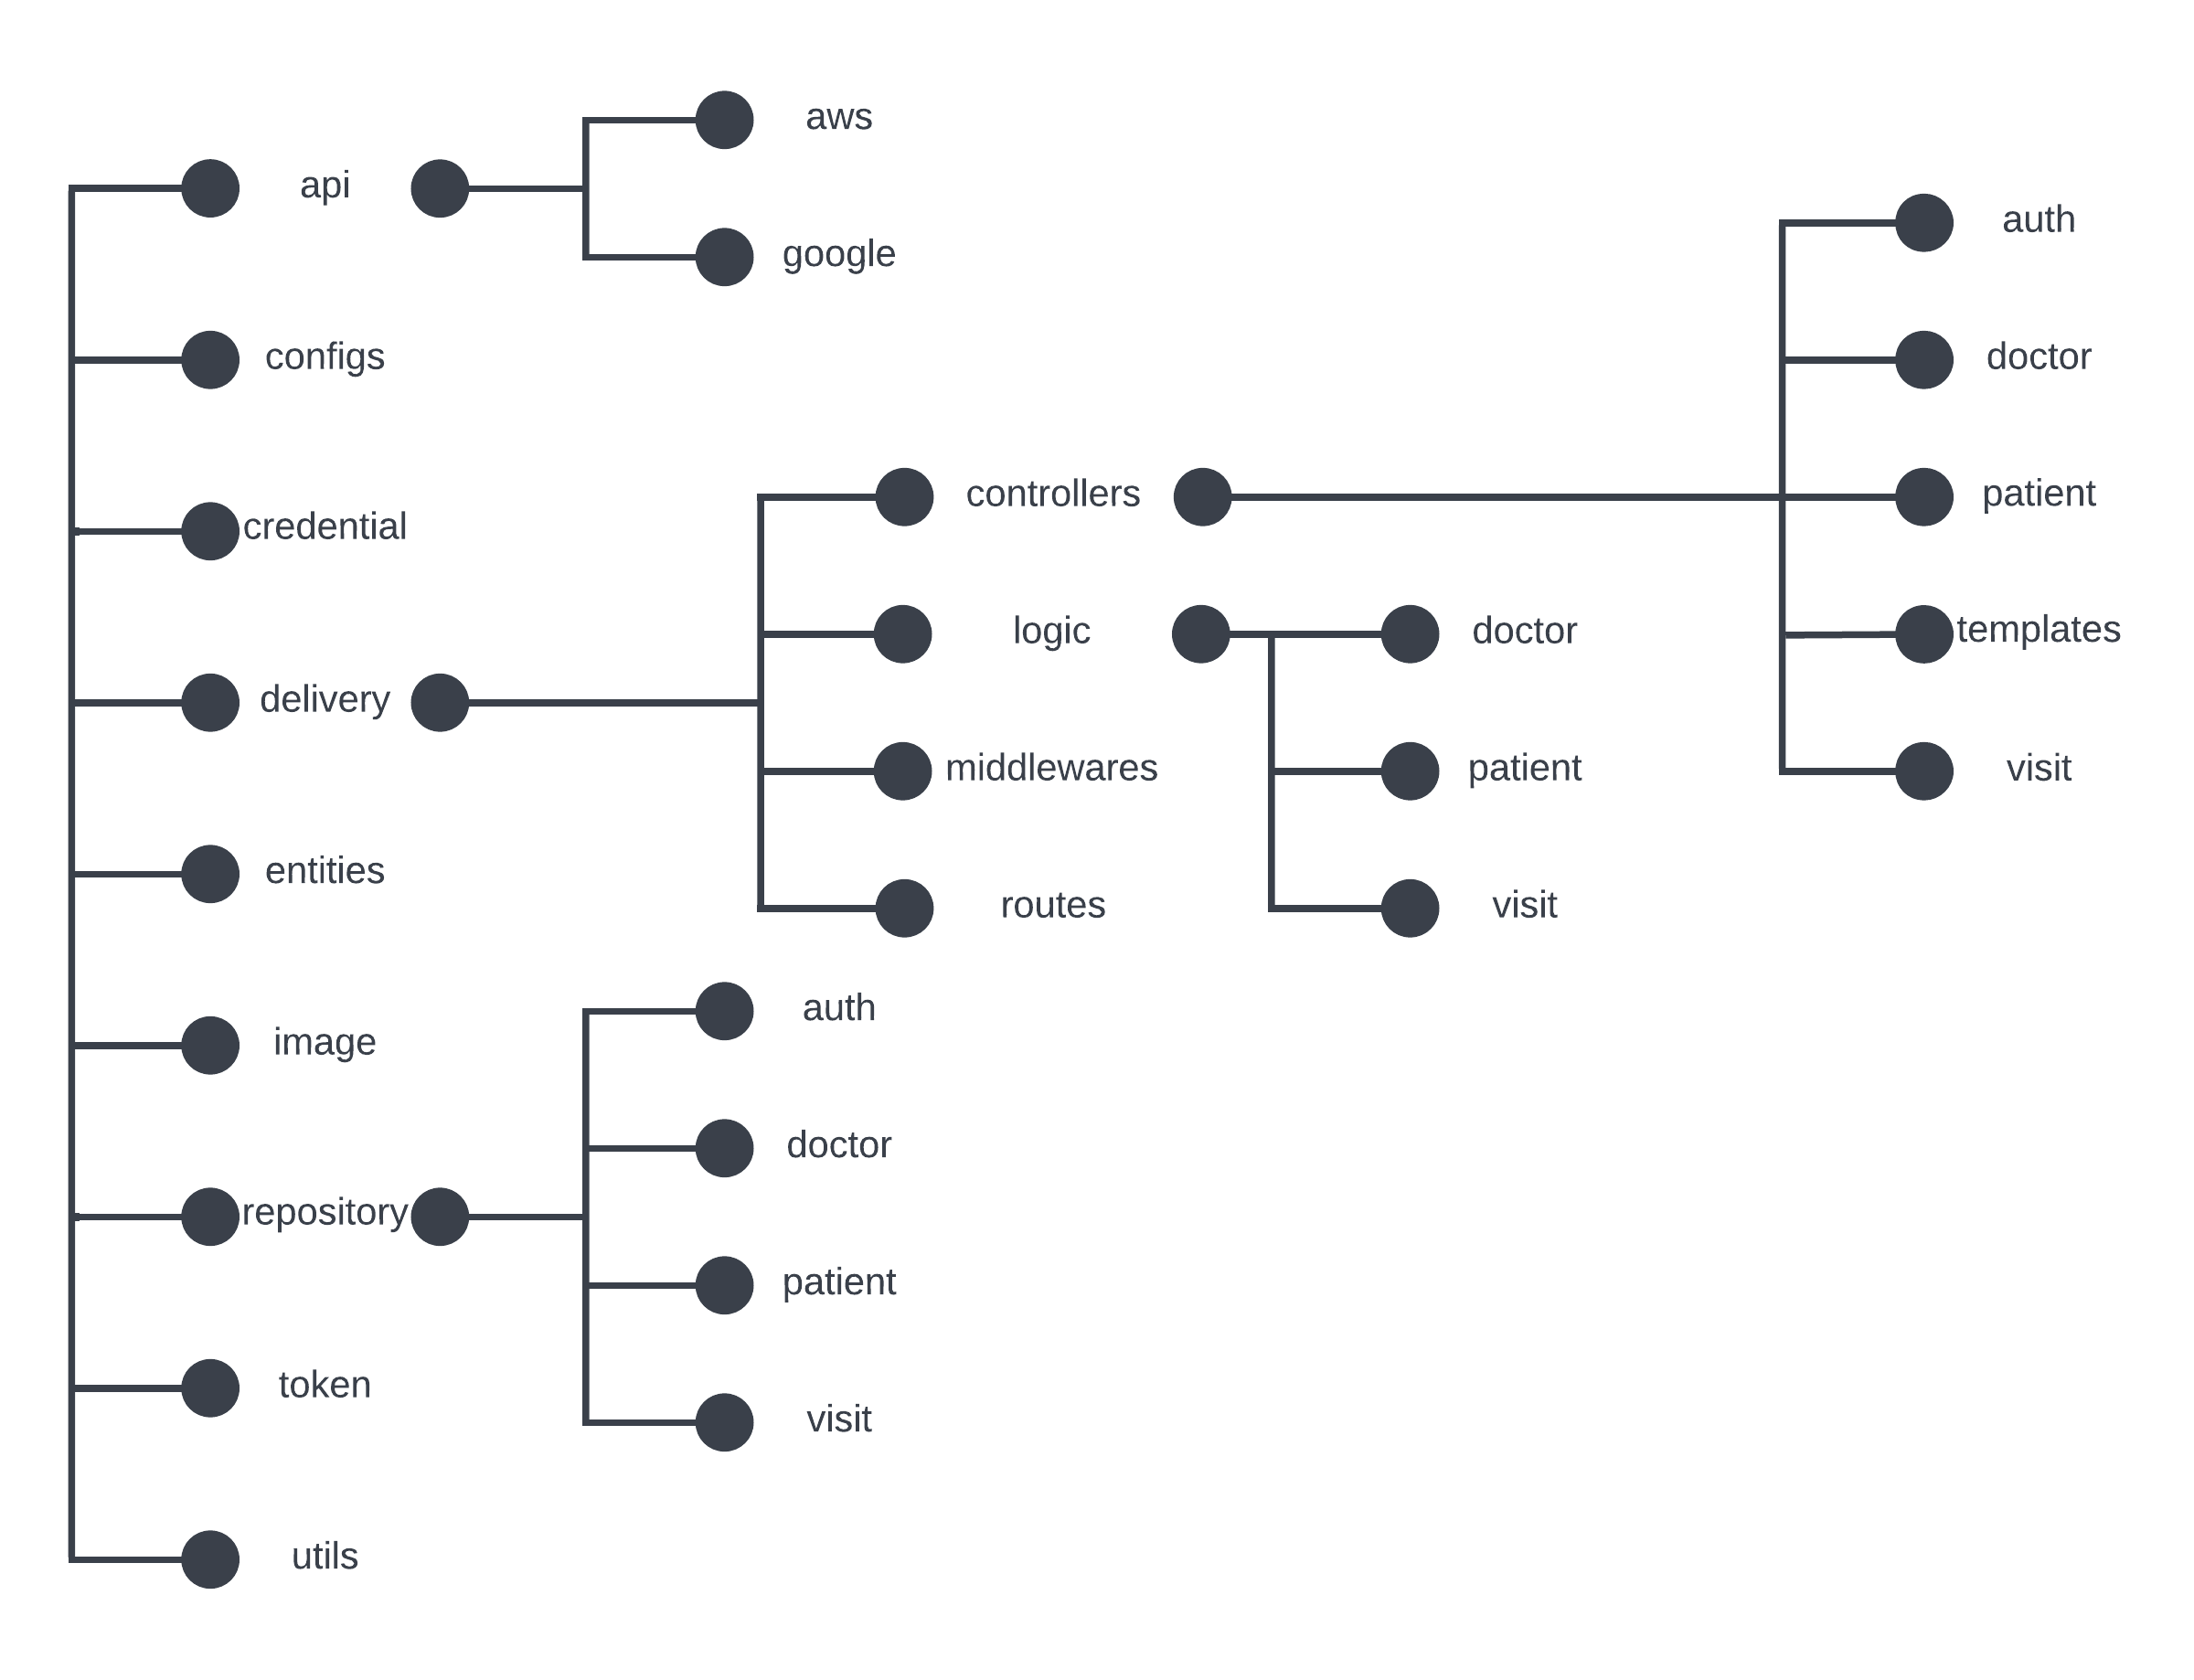 api
aws
google
configs
credential
delivery
controllers
auth
doctor
patient
templates
visit
logic
doctor
patient
visit
middlewares
routes
entities
image
repository
auth
doctor
patient
visit
token
utils